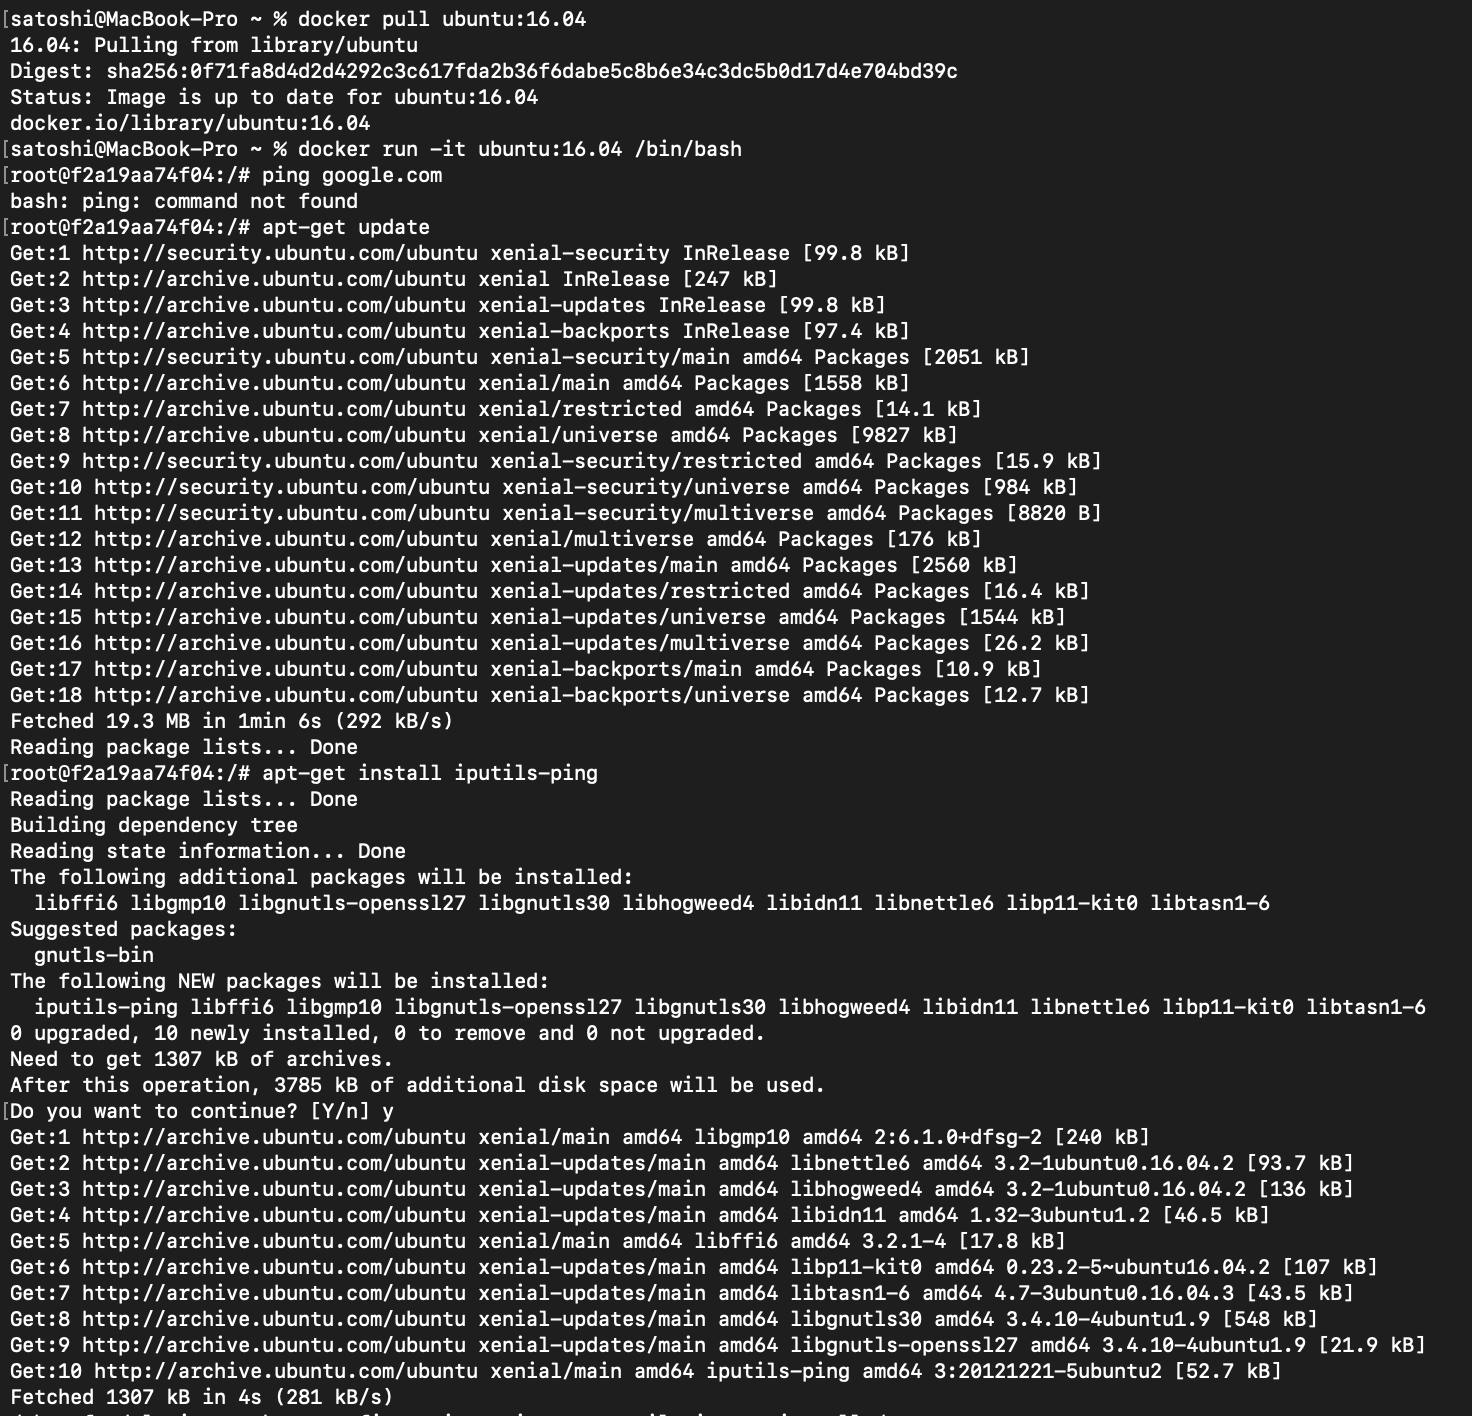 [satoshi@MacBook-Pro ~ % docker pull ubuntu:16.04
16.04: Pulling from library/ubuntu
Digest: sha256:0f71fa8d4d2d4292c3c617fda2b36f6dabe5c8b6e34c3dc5b0d17d4e704bd39c
Status: Image is up to date for ubuntu:16.04
docker.io/library/ubuntu:16.04
[satoshi@MacBook-Pro ~ % docker run -it ubuntu:16.04 /bin/bash
[root@f2a19aa74f04:/# ping google.com
bash: ping: command not found
[root@f2a19aa74f04:/# apt-get update
Get:1 http://security.ubuntu.com/ubuntu xenial-security InRelease [99.8 kB]
Get:2 http://archive.ubuntu.com/ubuntu xenial InRelease [247 kB]
Get:3 http://archive.ubuntu.com/ubuntu xenial-updates InRelease [99.8 kB]
Get:4 http://archive.ubuntu.com/ubuntu xenial-backports InRelease [97.4 kB]
Get:5 http://security.ubuntu.com/ubuntu xenial-security/main amd64 Packages [2051 kB]
Get:6 http://archive.ubuntu.com/ubuntu xenial/main amd64 Packages [1558 kB]
Get:7 http://archive.ubuntu.com/ubuntu xenial/restricted amd64 Packages [14.1 kB]
Get:8 http://archive.ubuntu.com/ubuntu xenial/universe amd64 Packages [9827 kB]
Get:9 http://security.ubuntu.com/ubuntu xenial-security/restricted amd64 Packages [15.9 kB]
Get:10 http://security.ubuntu.com/ubuntu xenial-security/universe amd64 Packages [984 kB]
Get:11 http://security.ubuntu.com/ubuntu xenial-security/multiverse amd64 Packages [8820 B]
Get:12 http://archive.ubuntu.com/ubuntu xenial/multiverse amd64 Packages [176 kB]
Get:13 http://archive.ubuntu.com/ubuntu xenial-updates/main amd64 Packages [2560 kB]
Get:14 http://archive.ubuntu.com/ubuntu xenial-updates/restricted amd64 Packages [16.4 kB]
Get:15 http://archive.ubuntu.com/ubuntu xenial-updates/universe amd64 Packages [1544 kB]
Get:16 http://archive.ubuntu.com/ubuntu xenial-updates/multiverse amd64 Packages [26.2 kB]
Get:17 http://archive.ubuntu.com/ubuntu xenial-backports/main amd64 Packages [10.9 kB]
Get:18 http://archive.ubuntu.com/ubuntu xenial-backports/universe amd64 Packages [12.7 kB]
Fetched 19.3 MB in 1min 6s (292 kB/s)
Reading package lists... Done
[root@f2a19aa74f04:/# apt-get install iputils-ping
Reading package lists... Done
Building dependency tree
Reading state information... Done
The following additional packages will be installed:
  libffi6 libgmp10 libgnutls-openssl27 libgnutls30 libhogweed4 libidn11 libnettle6 libp11-kit0 libtasn1-6
Suggested packages:
  gnutls-bin
The following NEW packages will be installed:
  iputils-ping libffi6 libgmp10 libgnutls-openssl27 libgnutls30 libhogweed4 libidn11 libnettle6 libp11-kit0 libtasn1-6
0 upgraded, 10 newly installed, 0 to remove and 0 not upgraded.
Need to get 1307 kB of archives.
After this operation, 3785 kB of additional disk space will be used.
[Do you want to continue? [Y/n] y
Get:1 http://archive.ubuntu.com/ubuntu xenial/main amd64 libgmp10 amd64 2:6.1.0+dfsg-2 [240 kB]
Get:2 http://archive.ubuntu.com/ubuntu xenial-updates/main amd64 libnettle6 amd64 3.2-1ubuntu0.16.04.2 [93.7 kB]
Get:3 http://archive.ubuntu.com/ubuntu xenial-updates/main amd64 libhogweed4 amd64 3.2-1ubuntu0.16.04.2 [136 kB]
Get:4 http://archive.ubuntu.com/ubuntu xenial-updates/main amd64 libidn11 amd64 1.32-3ubuntu1.2 [46.5 kB]
Get:5 http://archive.ubuntu.com/ubuntu xenial/main amd64 libffi6 amd64 3.2.1-4 [17.8 kB]
Get:6 http://archive.ubuntu.com/ubuntu xenial-updates/main amd64 libp11-kit0 amd64 0.23.2-5~ubuntu16.04.2 [107 kB]
Get:7 http://archive.ubuntu.com/ubuntu xenial-updates/main amd64 libtasn1-6 amd64 4.7-3ubuntu0.16.04.3 [43.5 kB]
Get:8 http://archive.ubuntu.com/ubuntu xenial-updates/main amd64 libgnutls30 amd64 3.4.10-4ubuntu1.9 [548 kB]
Get:9 http://archive.ubuntu.com/ubuntu xenial-updates/main amd64 libgnutls-openssl27 amd64 3.4.10-4ubuntu1.9 [21.9 kB]
Get:10 http://archive.ubuntu.com/ubuntu xenial/main amd64 iputils-ping amd64 3:20121221-5ubuntu2 [52.7 kB]
Fetched 1307 kB in 4s (281 kB/s)